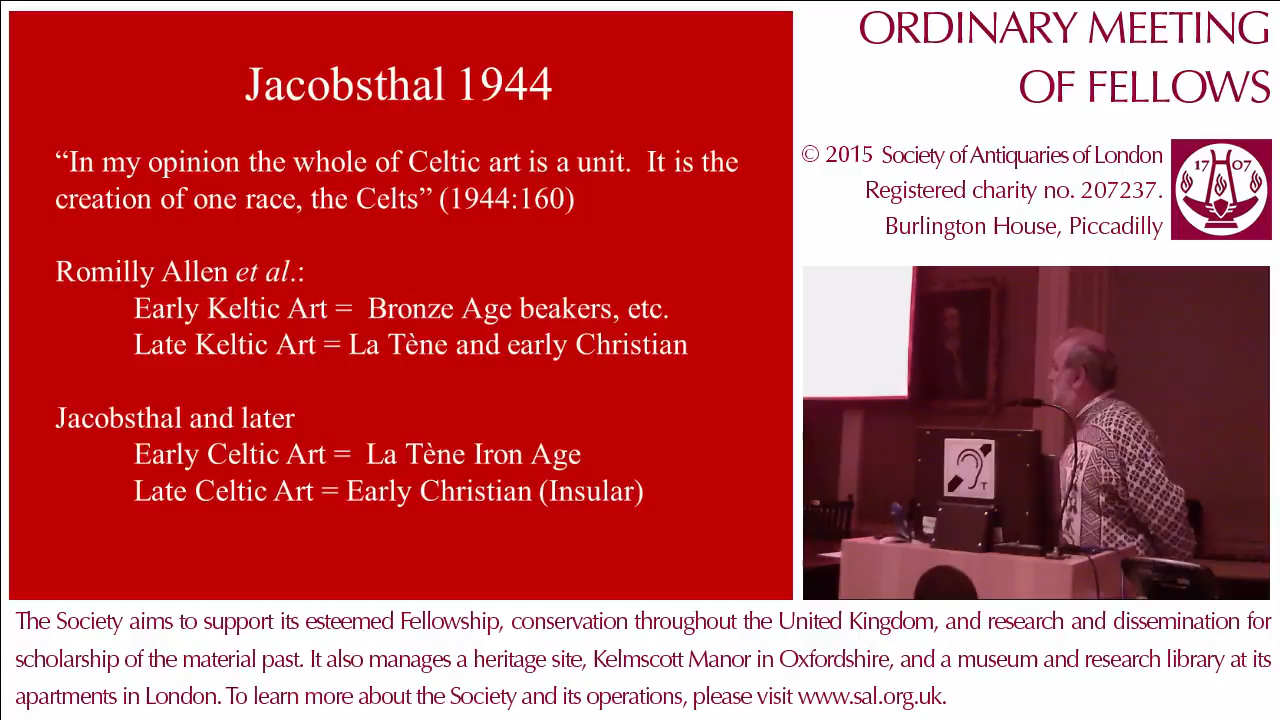 Jacobsthal 1944
“In my opinion the whole of Celtic art is a unit.  It is the
creation of one race, the Celts” (1944:160)
Romilly Allen et al.:
Early Keltic Art =  Bronze Age beakers, etc.
Late Keltic Art = La Tène and early Christian
Jacobsthal and later
Early Celtic Art =  La Tène Iron Age
Late Celtic Art = Early Christian (Insular)
ORDINARY MEETING
OF FELLOWS
© 2015 Society of Antiquaries of London
Registered charity no. 207237.
Burlington House, Piccadilly
17 07
T
The Society aims to support its esteemed Fellowship, conservation throughout the United Kingdom, and research and dissemination for
scholarship of the material past. It also manages a heritage site, Kelmscott Manor in Oxfordshire, and a museum and research library at its
apartments in London. To learn more about the Society and its operations, please visit www.sal.org.uk.